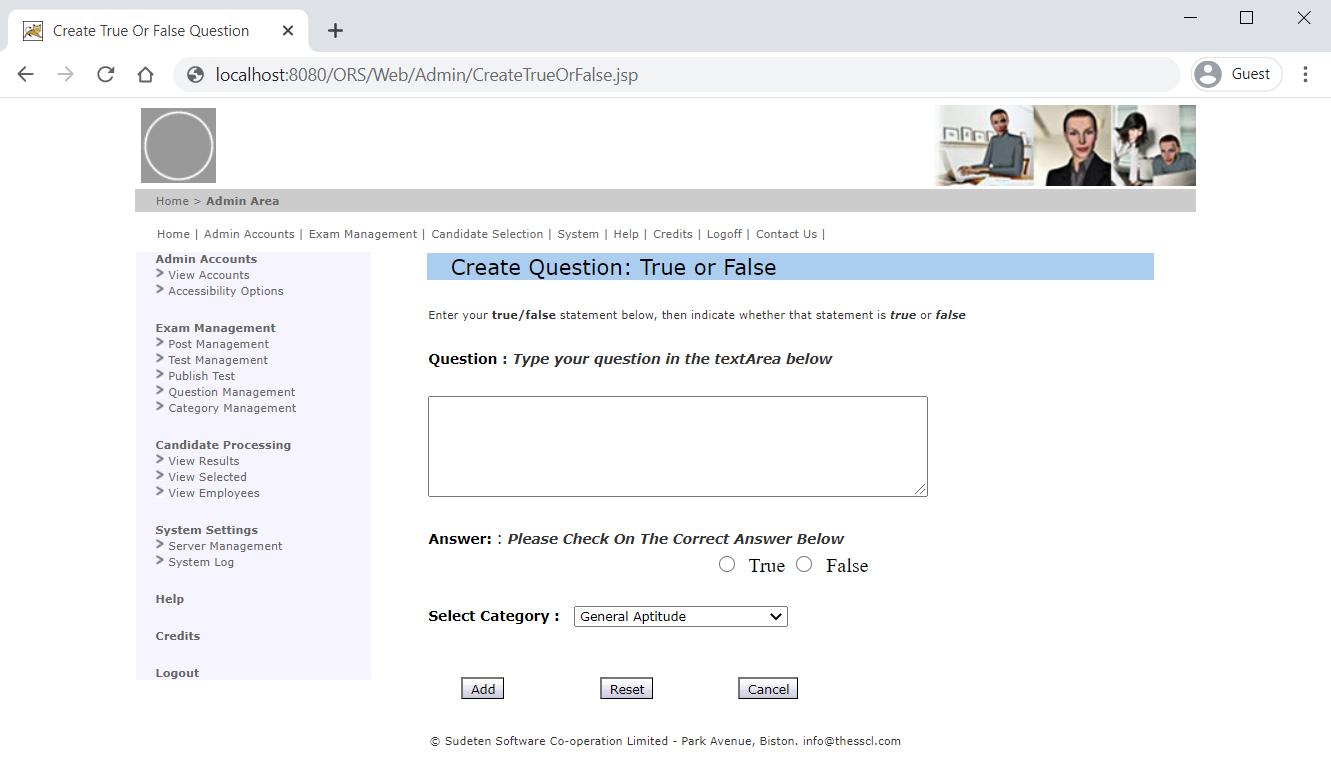 Create True Or False Question
localhost:8080/ORS/Web/Admin/CreateTrueOrFalse.jsp
Guest
Home > Admin Area
Home | Admin Accounts | Exam Management | Candidate Selection | System | Help | Credits | Logoff | Contact Us |
Admin Accounts
View Accounts
Accessibility Options
Exam Management
Post Management
Test Management
Publish Test
Question Management
Category Management
Candidate Processing
View Results
View Selected
View Employees
System Settings
Server Management
System Log
Help
Credits
Logout
Create Question: True or False
Enter your true/false statement below, then indicate whether that statement is true or false
Question : Type your question in the textArea below
Answer: : Please Check On The Correct Answer Below
True False
Select Category : General Aptitude
Add Reset Cancel
© Sudeten Software Co-operation Limited - Park Avenue, Biston. info@thesscl.com